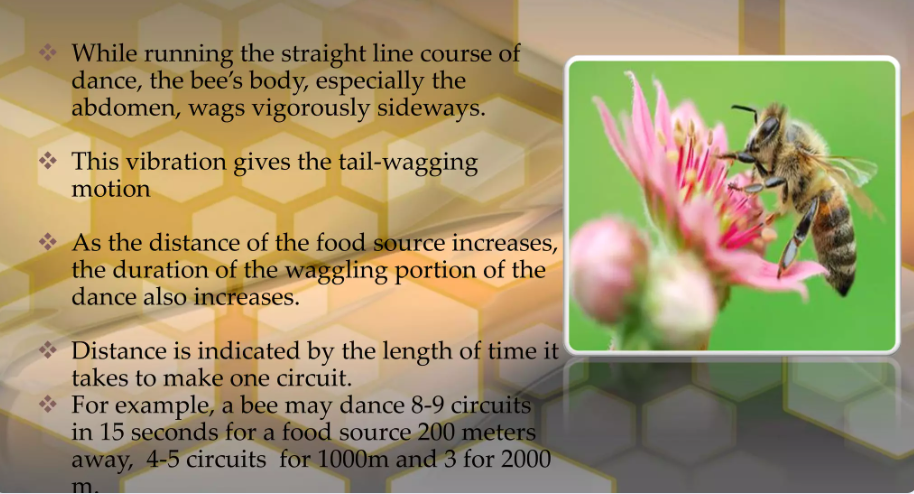 While running the straight line course of
dance, the bee's body, especially the
abdomen, wags vigorously sideways.
This vibration gives the tail-wagging
motion
As the distance of the food source increases,
the duration of the waggling portion of the
dance also increases.
Distance is indicated by the length of time it
takes to make one circuit.
For example, a bee may dance 8-9 circuits
in 15 seconds for a food source 200 meters
away, 4-5 circuits for 1000m and 3 for 2000
m.